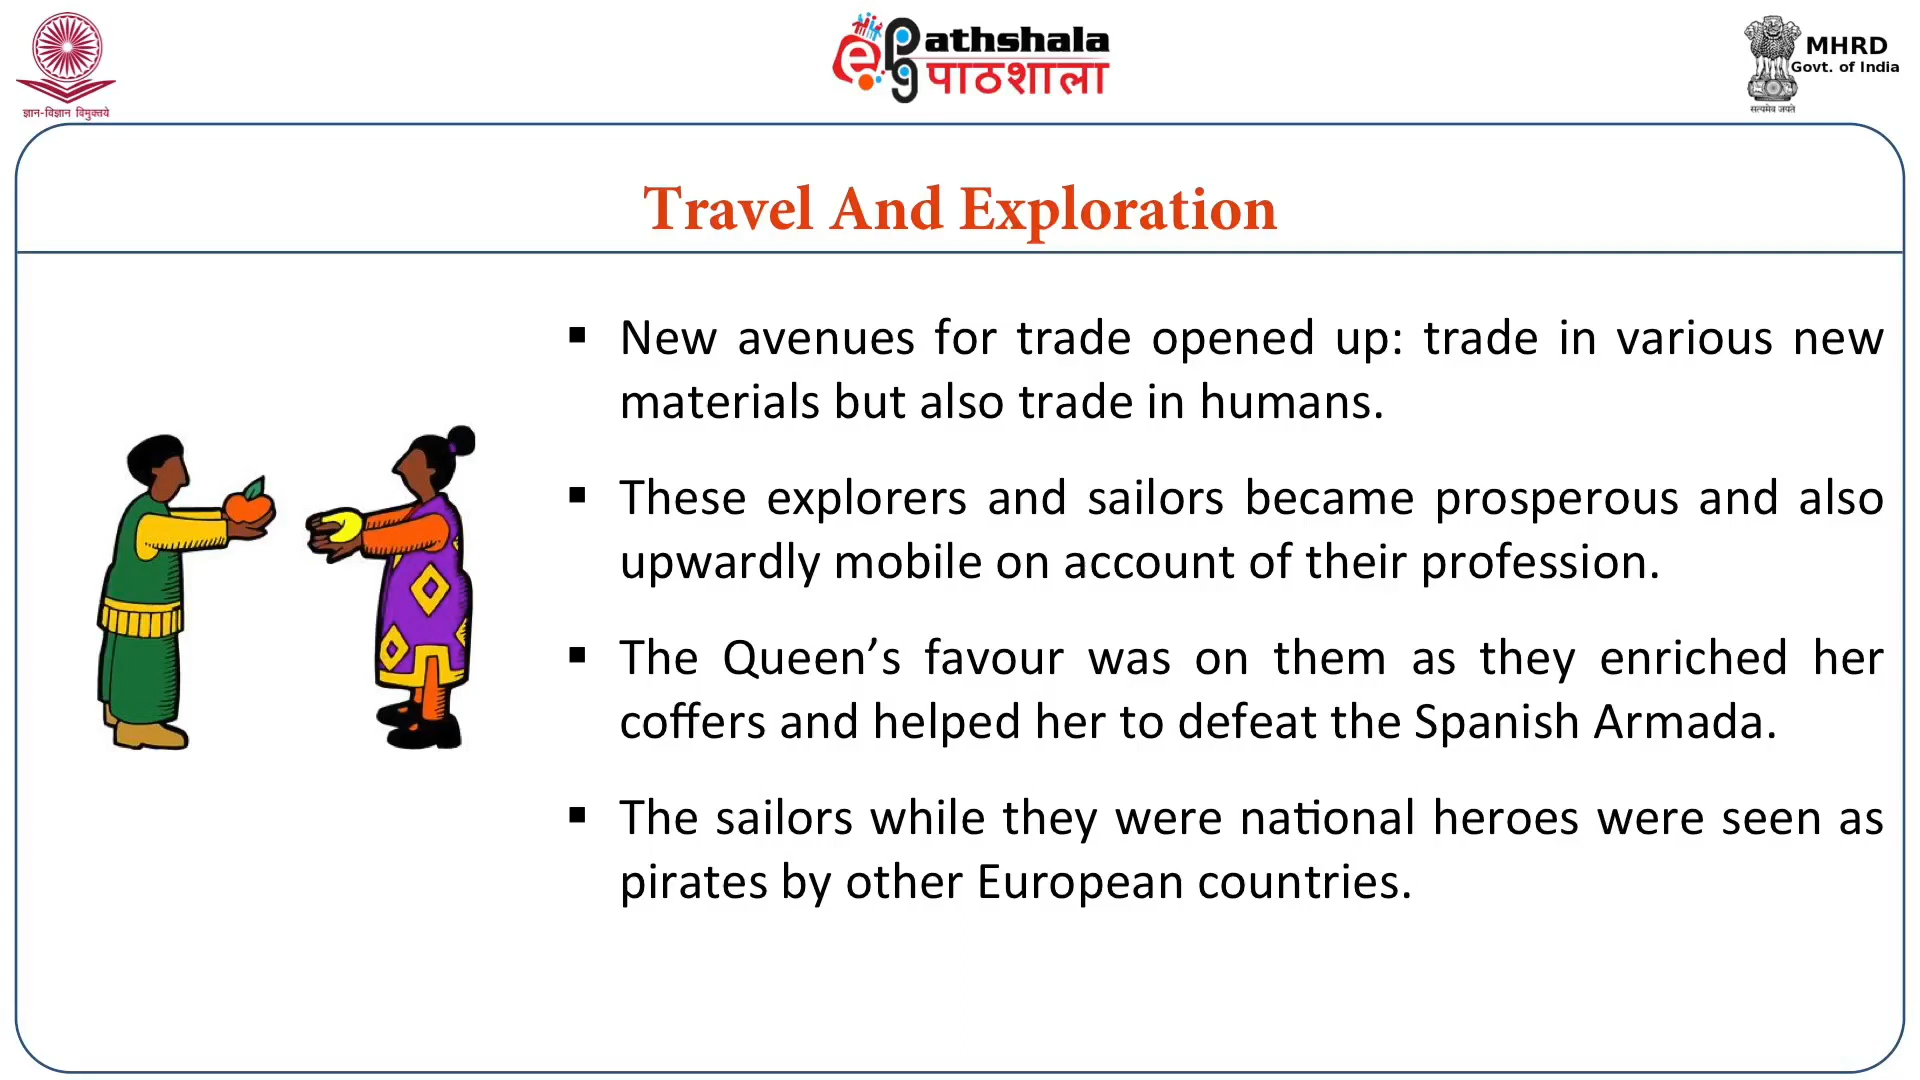 ज्ञान-विज्ञान विमुक्तये
ePathshala
पाठशाला
MHRD
Govt. of India
सत्यमेव जयते
Travel And Exploration
▪ New avenues for trade opened up: trade in various new
materials but also trade in humans.
▪ These explorers and sailors became prosperous and also
upwardly mobile on account of their profession.
▪ The Queen’s favour was on them as they enriched her
coffers and helped her to defeat the Spanish Armada.
▪ The sailors while they were national heroes were seen as
pirates by other European countries.